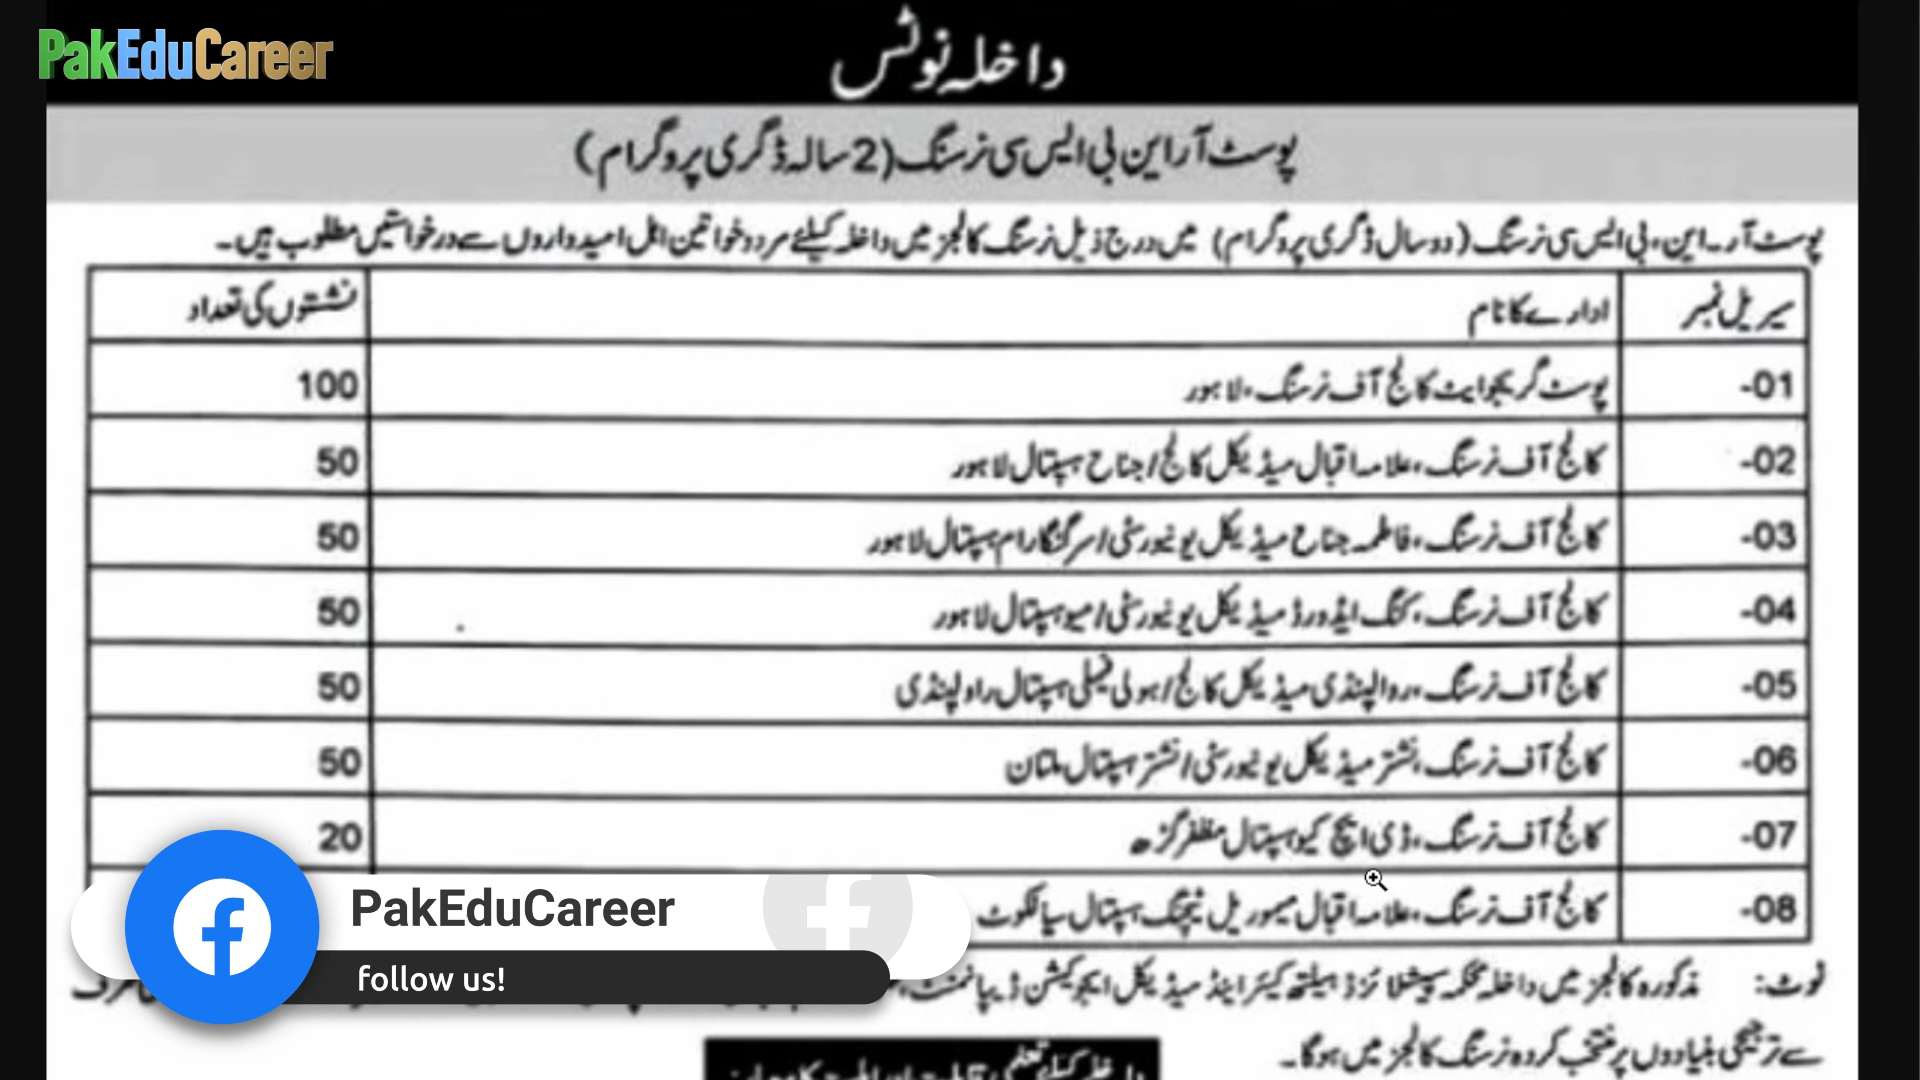 PakEduCareer
داخلہ نوٹس
پوسٹ آر این بی ایس سی نرسنگ (2 سالہ ڈگری پروگرام)
پوسٹ آر۔این، بی ایس سی نرسنگ (دو سال ڈگری پروگرام) میں درج ذیل نرسنگ کالجز میں داخلہ کیلئے مرد و خواتین اہل امیدواروں سے درخواستیں مطلوب ہیں۔
سیریل نمبر ادارے کا نام نشستوں کی تعداد
01- پوسٹ گریجوایٹ کالج آف نرسنگ، لاہور 100
02- کالج آف نرسنگ، علامہ اقبال میڈیکل کالج/جناح ہسپتال لاہور 50
03- کالج آف نرسنگ، فاطمہ جناح میڈیکل یونیورسٹی/سرگنگارام ہسپتال لاہور 50
04- کالج آف نرسنگ، کنگ ایڈورڈ میڈیکل یونیورسٹی/میو ہسپتال لاہور 50
05- کالج آف نرسنگ، روالپنڈی میڈیکل کالج/ہولی فیملی ہسپتال راولپنڈی 50
06- کالج آف نرسنگ، نشتر میڈیکل یونیورسٹی/نشتر ہسپتال ملتان 50
07- کالج آف نرسنگ، ڈی ایچ کیو ہسپتال مظفر گڑھ 20
08- کالج آف نرسنگ، علامہ اقبال میموریل ٹیچنگ ہسپتال سیالکوٹ
نوٹ: مذکورہ کالجز میں داخلہ محکمہ سپیشلائزڈ ہیلتھ کیئر اینڈ میڈیکل ایجوکیشن ڈیپارٹمنٹ،
سے ترجیحی بنیادوں پر منتخب کردہ نرسنگ کالجز میں ہوگا۔
PakEduCareer
follow us!